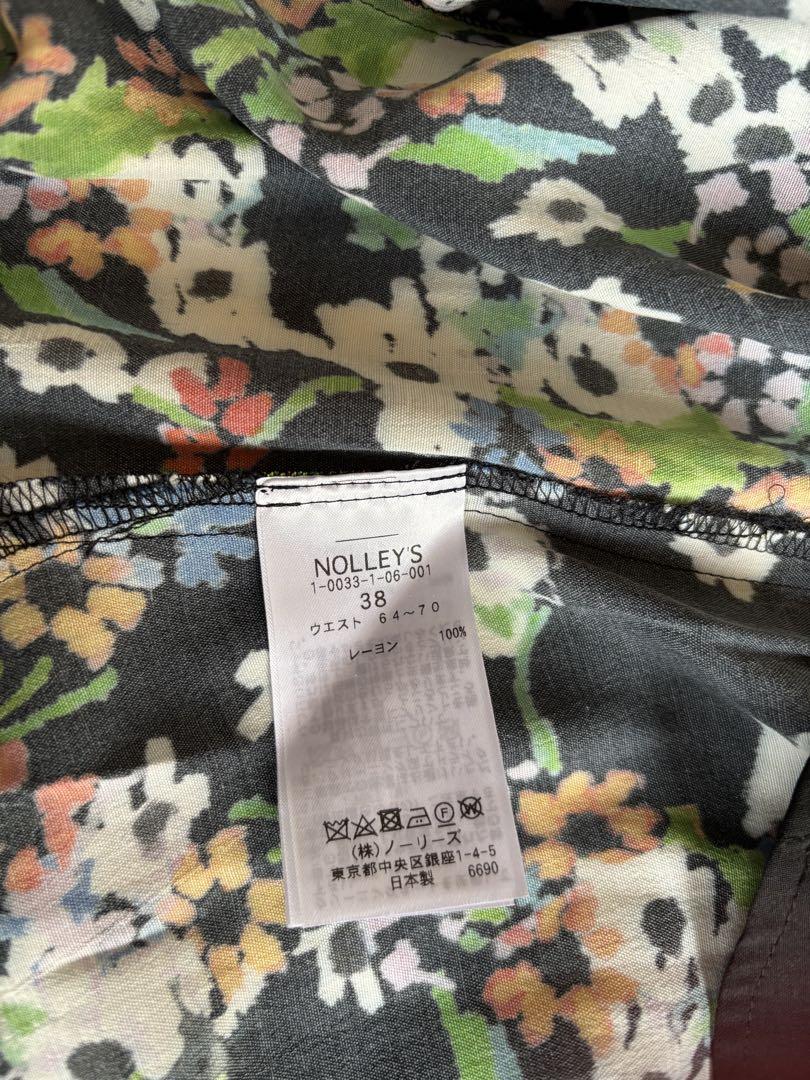 NOLLEY'S
1-0033-1-06-001
38
ウエスト 64～70
レーヨン 100%
(株)ノーリーズ
東京都中央区銀座1-4-5
日本製 6690